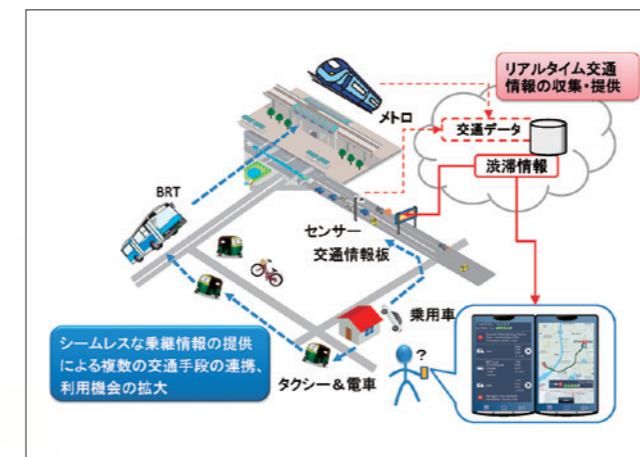 リアルタイム交通
情報の収集・提供
メトロ
交通データ
渋滞情報
BRT
センサー
交通情報板
乗用車
シームレスな乗継情報の提供
による複数の交通手段の連携、
利用機会の拡大
タクシー＆電車
?